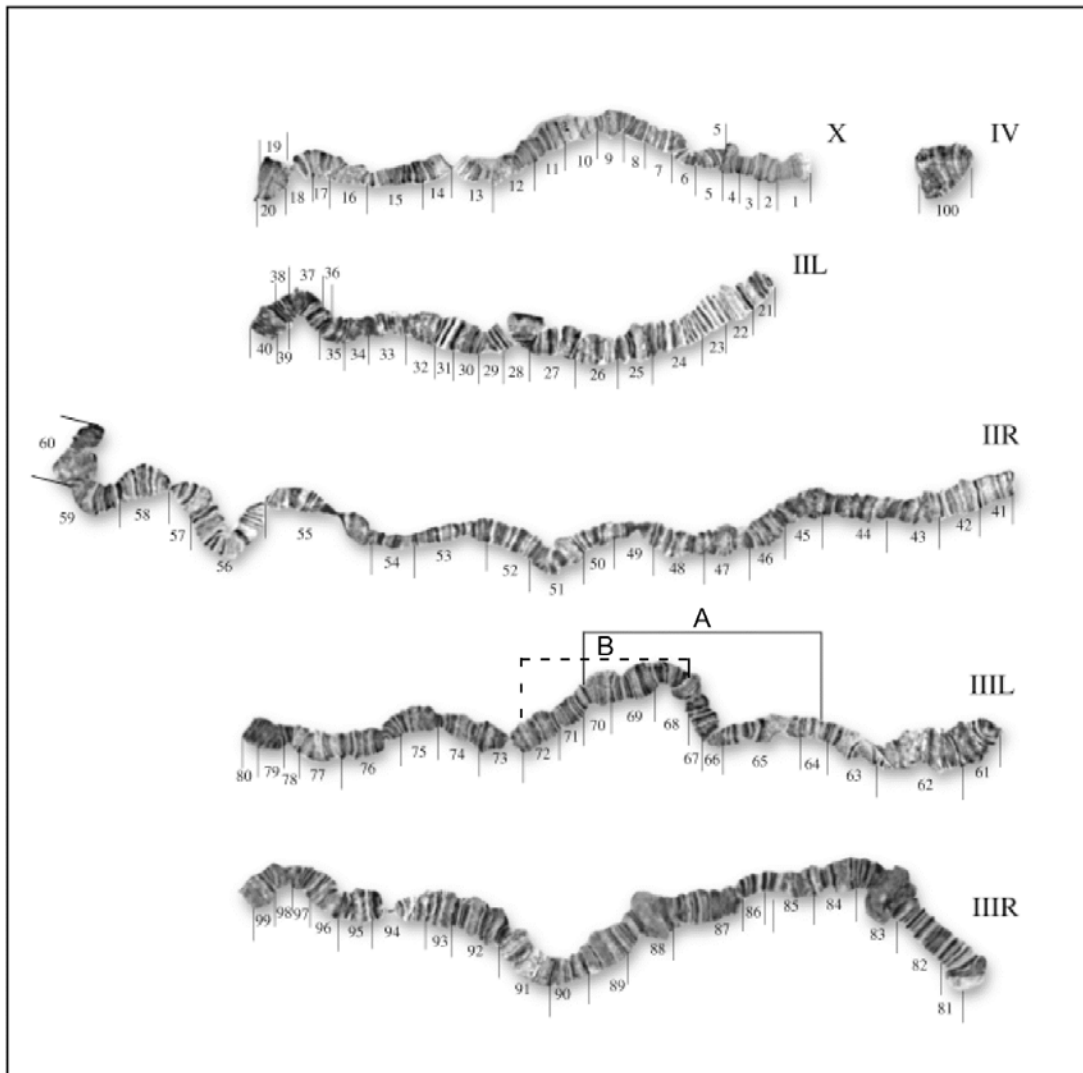 5 X IV
19
20 18 17 16 15 14 13 12 11 10 9 8 7 6 5 4 3 2 1 100
38 37 36 IIL
40 39 35 34 33 32 31 30 29 28 27 26 25 24 23 22 21
60 IIR
59 58 57 56 55 54 53 52 51 50 49 48 47 46 45 44 43 42 41
A
B
IIIL
80 79 78 77 76 75 74 73 72 71 70 69 68 67 66 65 64 63 62 61
IIIR
99 98 97 96 95 94 93 92 91 90 89 88 87 86 85 84 83 82 81